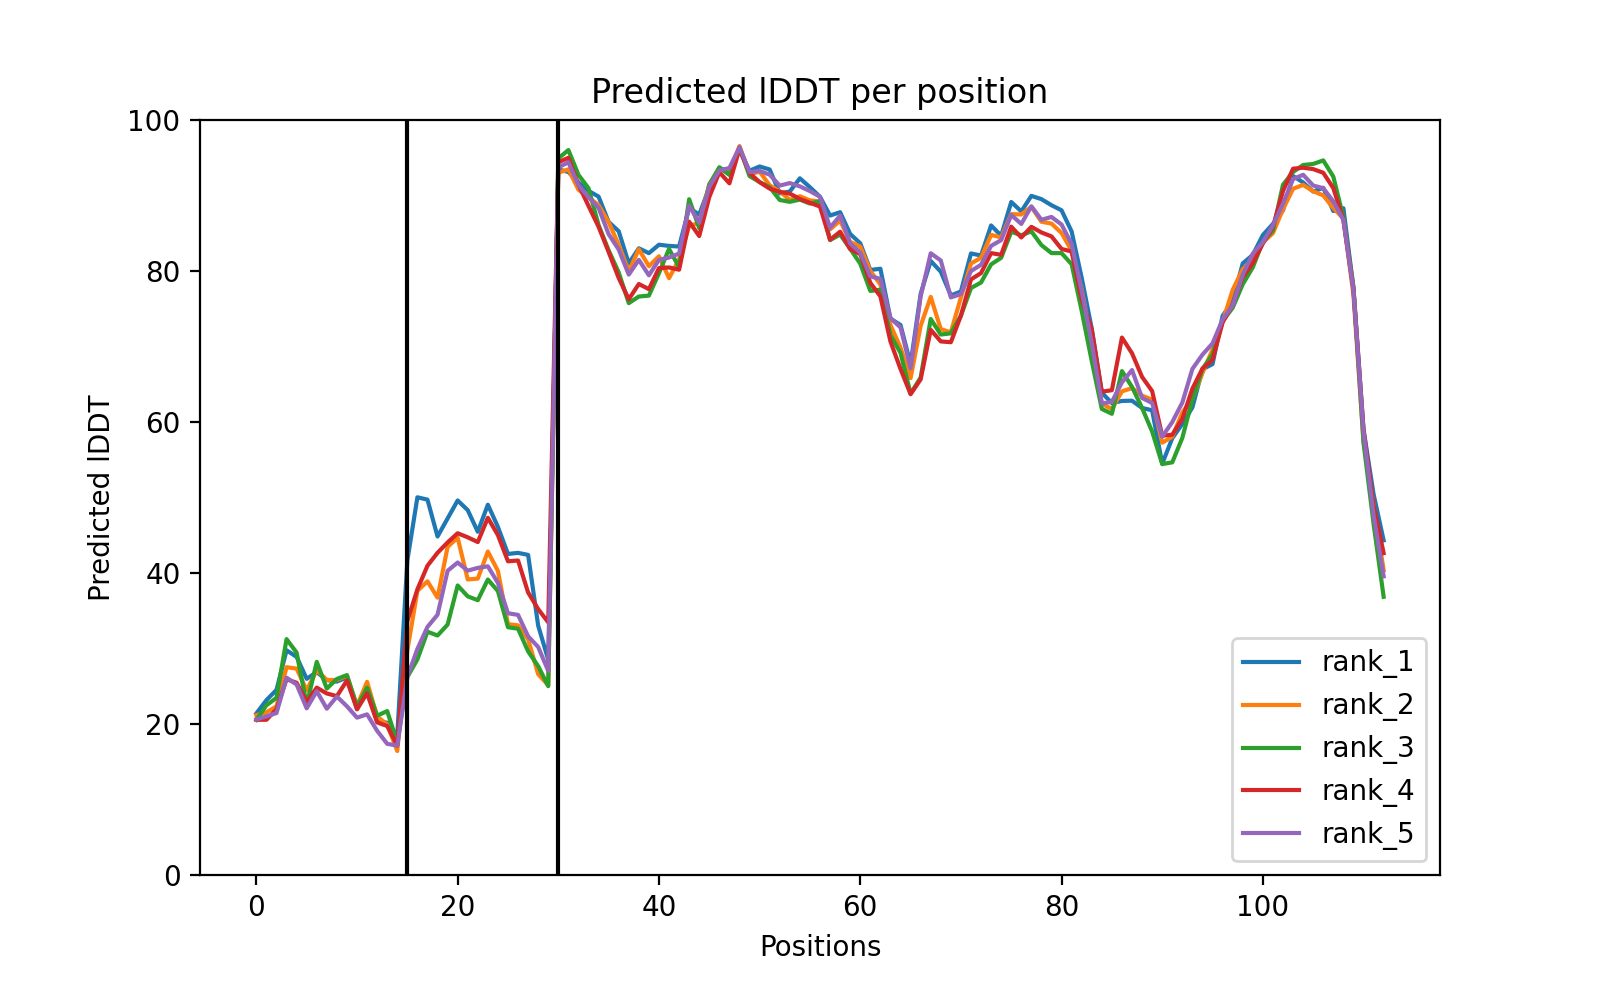 Predicted lDDT per position
Predicted lDDT
100
80
60
40
20
0
0 20 40 60 80 100
Positions
rank_1
rank_2
rank_3
rank_4
rank_5